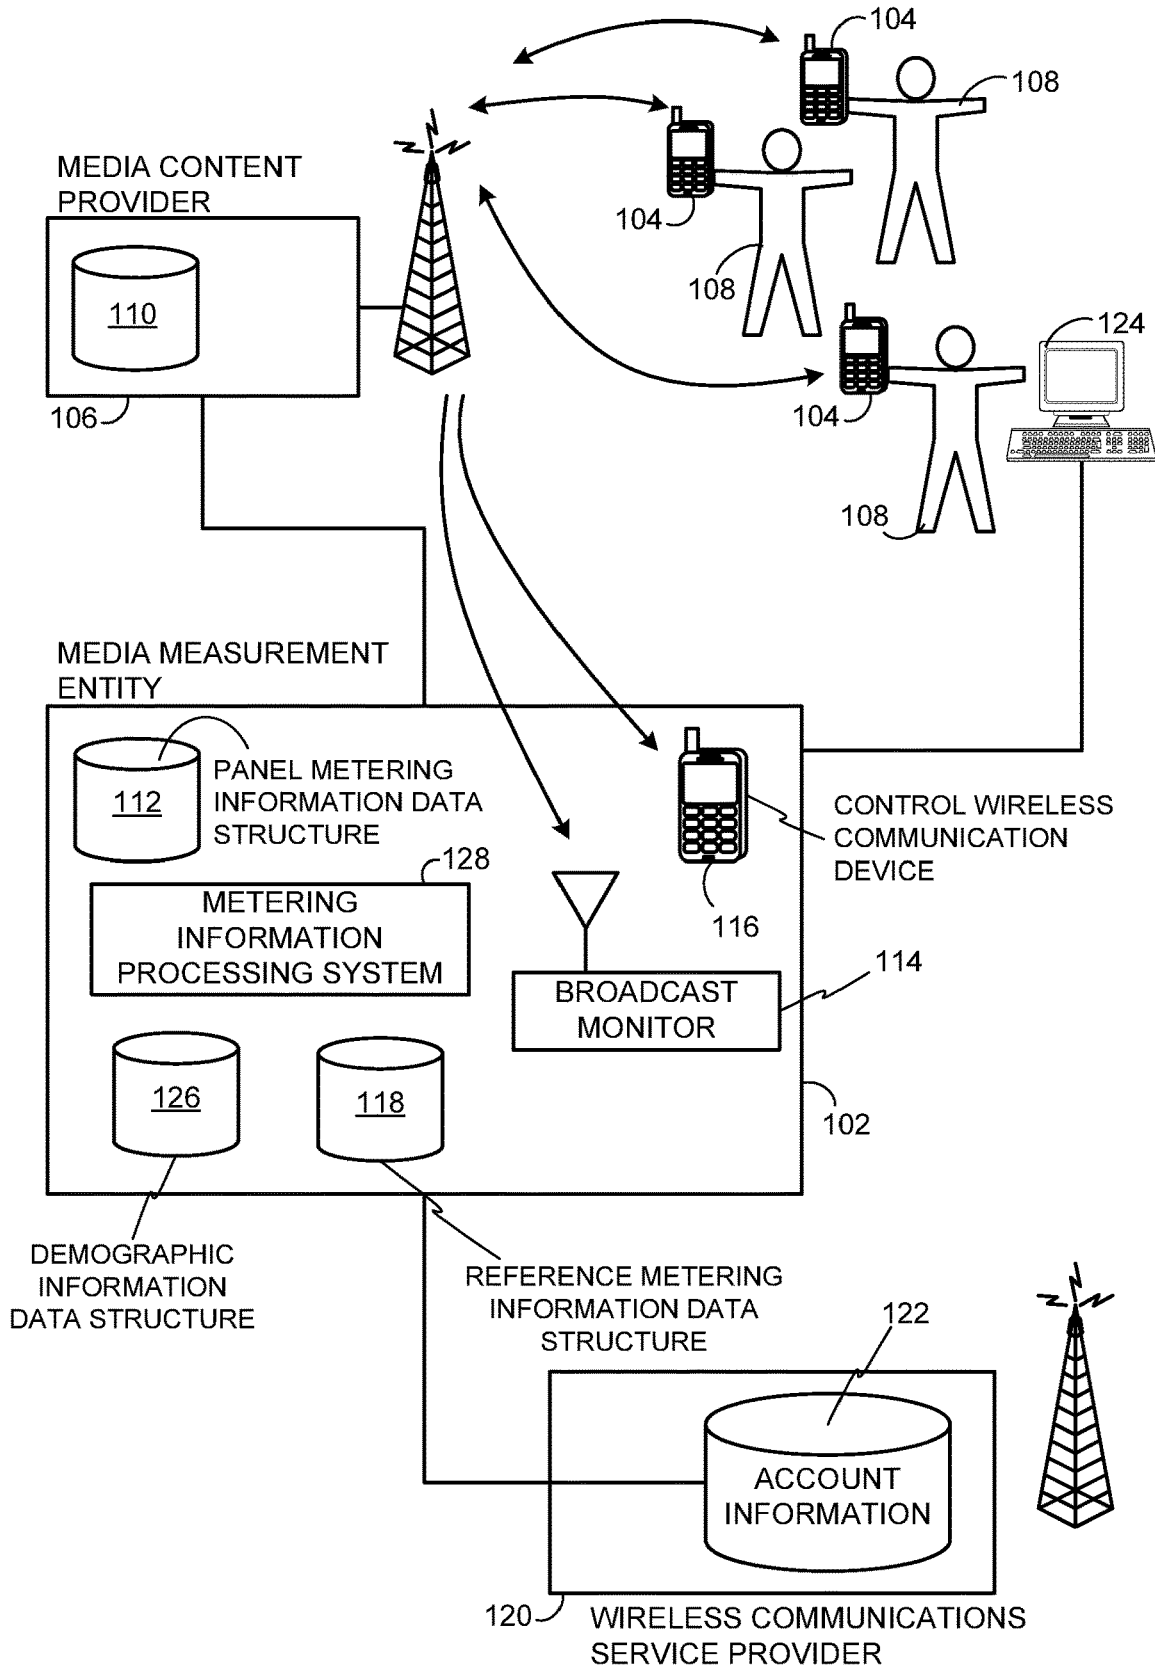 104
108
MEDIA CONTENT
PROVIDER
104
110
108
124
106
104
108
MEDIA MEASUREMENT
ENTITY
112
PANEL METERING
INFORMATION DATA
STRUCTURE
CONTROL WIRELESS
COMMUNICATION
DEVICE
128
METERING
INFORMATION
PROCESSING SYSTEM
116
114
BROADCAST
MONITOR
126
118
102
DEMOGRAPHIC
INFORMATION
DATA STRUCTURE
REFERENCE METERING
INFORMATION DATA
STRUCTURE
122
ACCOUNT
INFORMATION
120
WIRELESS COMMUNICATIONS
SERVICE PROVIDER